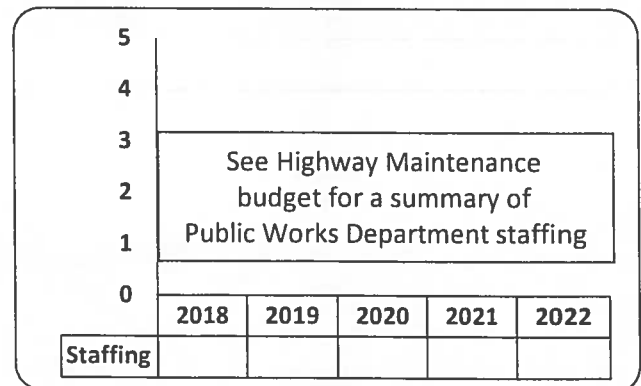 5
4
3
See Highway Maintenance
2
budget for a summary of
Public Works Department staffing
1
0
2018 2019 2020 2021 2022
Staffing